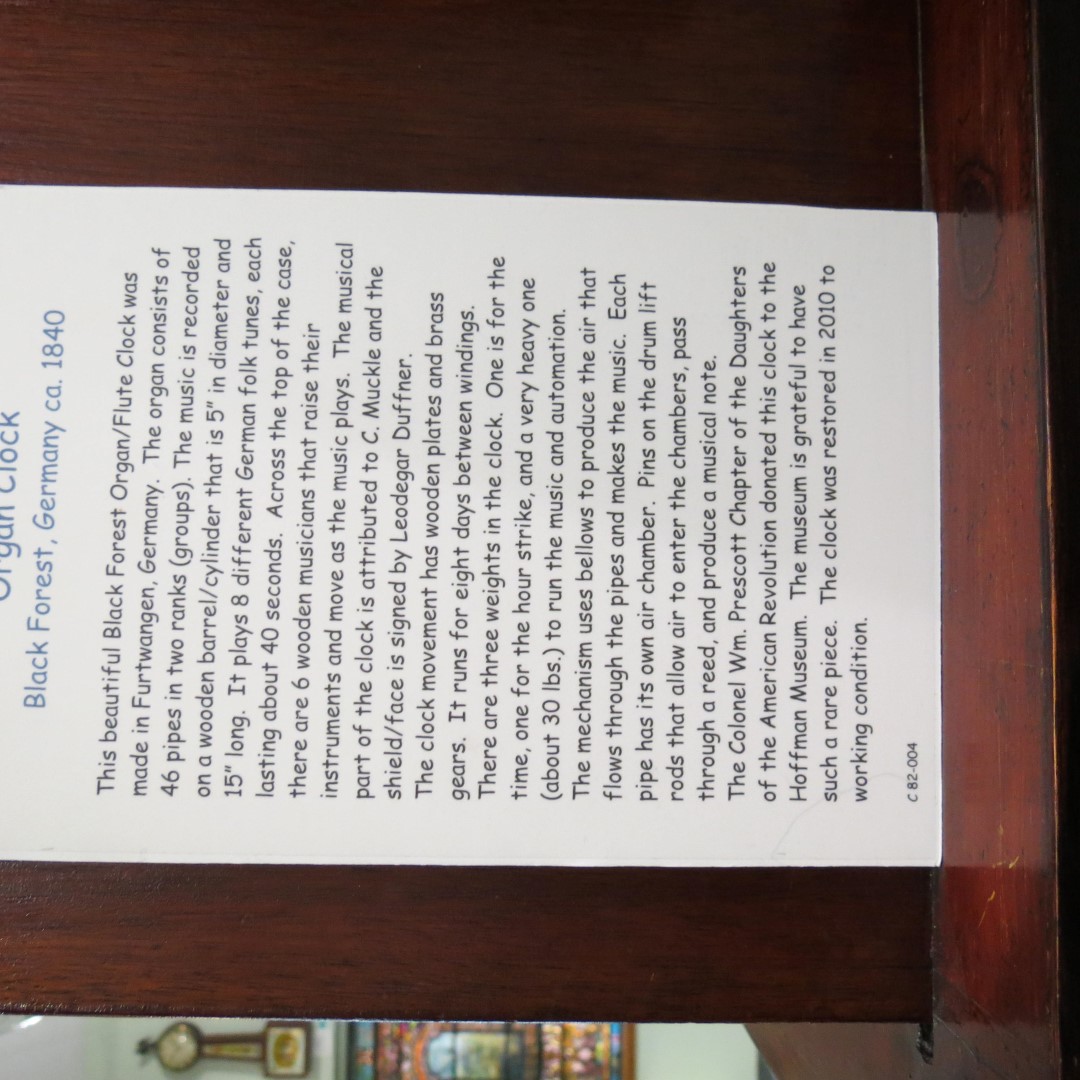 Organ Clock
Black Forest, Germany ca. 1840
This beautiful Black Forest Organ/Flute Clock was
made in Furtwangen, Germany. The organ consists of
46 pipes in two ranks (groups). The music is recorded
on a wooden barrel/cylinder that is 5" in diameter and
15" long. It plays 8 different German folk tunes, each
lasting about 40 seconds. Across the top of the case,
there are 6 wooden musicians that raise their
instruments and move as the music plays. The musical
part of the clock is attributed to C. Muckle and the
shield/face is signed by Leodegar Duffner.
The clock movement has wooden plates and brass
gears. It runs for eight days between windings.
There are three weights in the clock. One is for the
time, one for the hour strike, and a very heavy one
(about 30 lbs.) to run the music and automation.
The mechanism uses bellows to produce the air that
flows through the pipes and makes the music. Each
pipe has its own air chamber. Pins on the drum lift
rods that allow air to enter the chambers, pass
through a reed, and produce a musical note.
The Colonel Wm. Prescott Chapter of the Daughters
of the American Revolution donated this clock to the
Hoffman Museum. The museum is grateful to have
such a rare piece. The clock was restored in 2010 to
working condition.
C 82-004